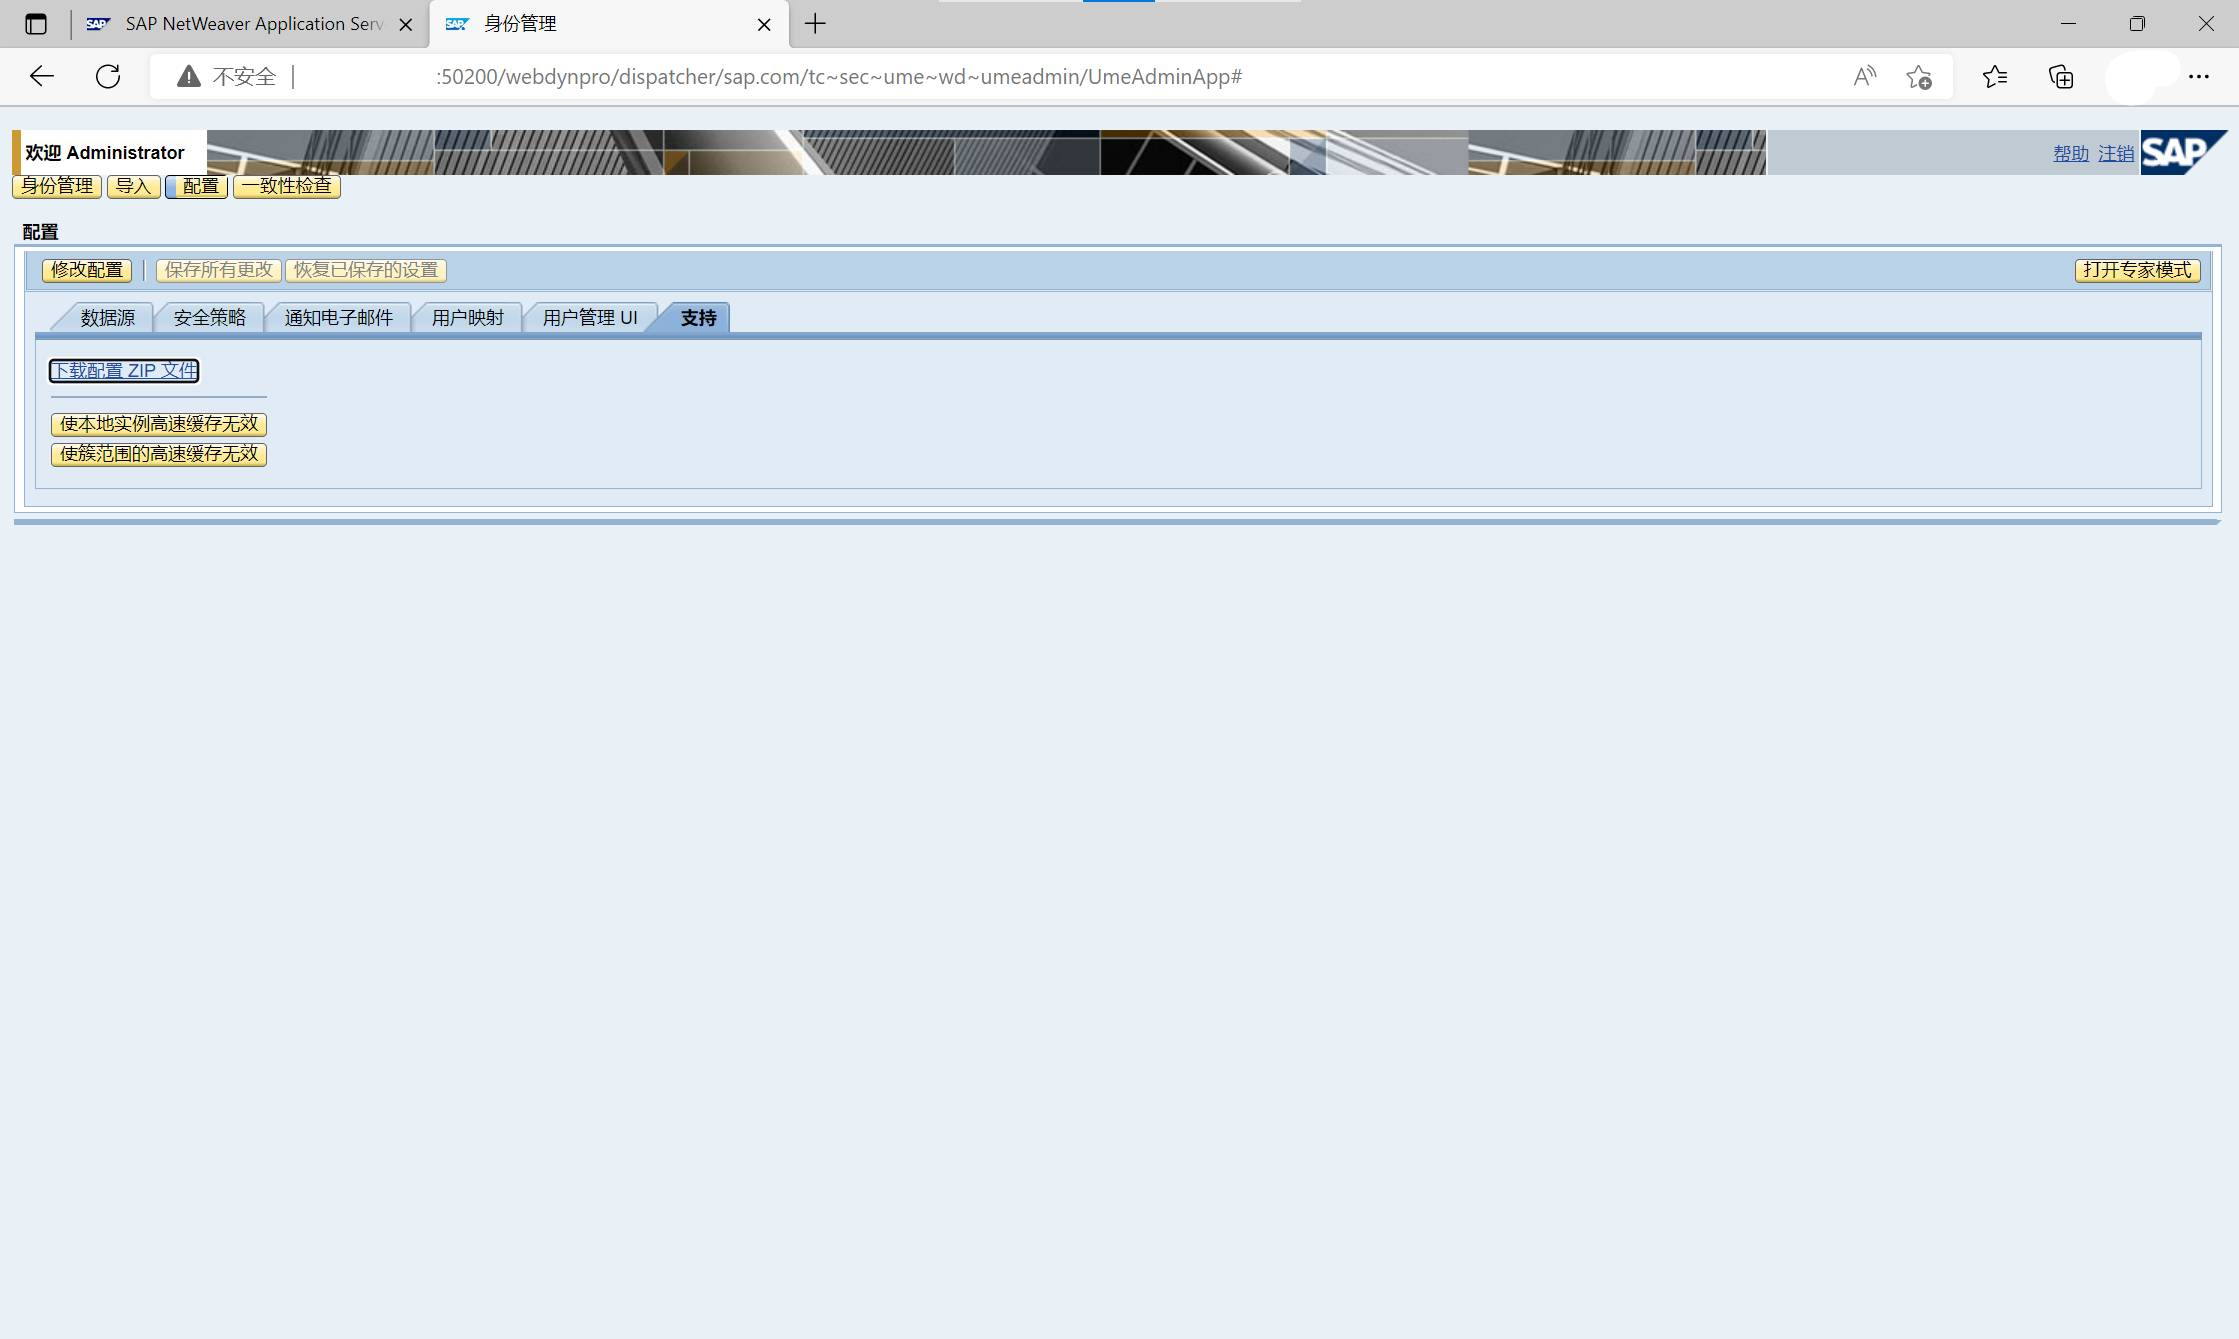 SAP SAP NetWeaver Application Serv
SAP 身份管理
不安全 :50200/webdynpro/dispatcher/sap.com/tc~sec~ume~wd~umeadmin/UmeAdminApp#
欢迎 Administrator
帮助 注销 SAP
身份管理 导入 配置 一致性检查
配置
修改配置 保存所有更改 恢复已保存的设置 打开专家模式
数据源 安全策略 通知电子邮件 用户映射 用户管理 UI 支持
下载配置 ZIP 文件
使本地实例高速缓存无效
使簇范围的高速缓存无效